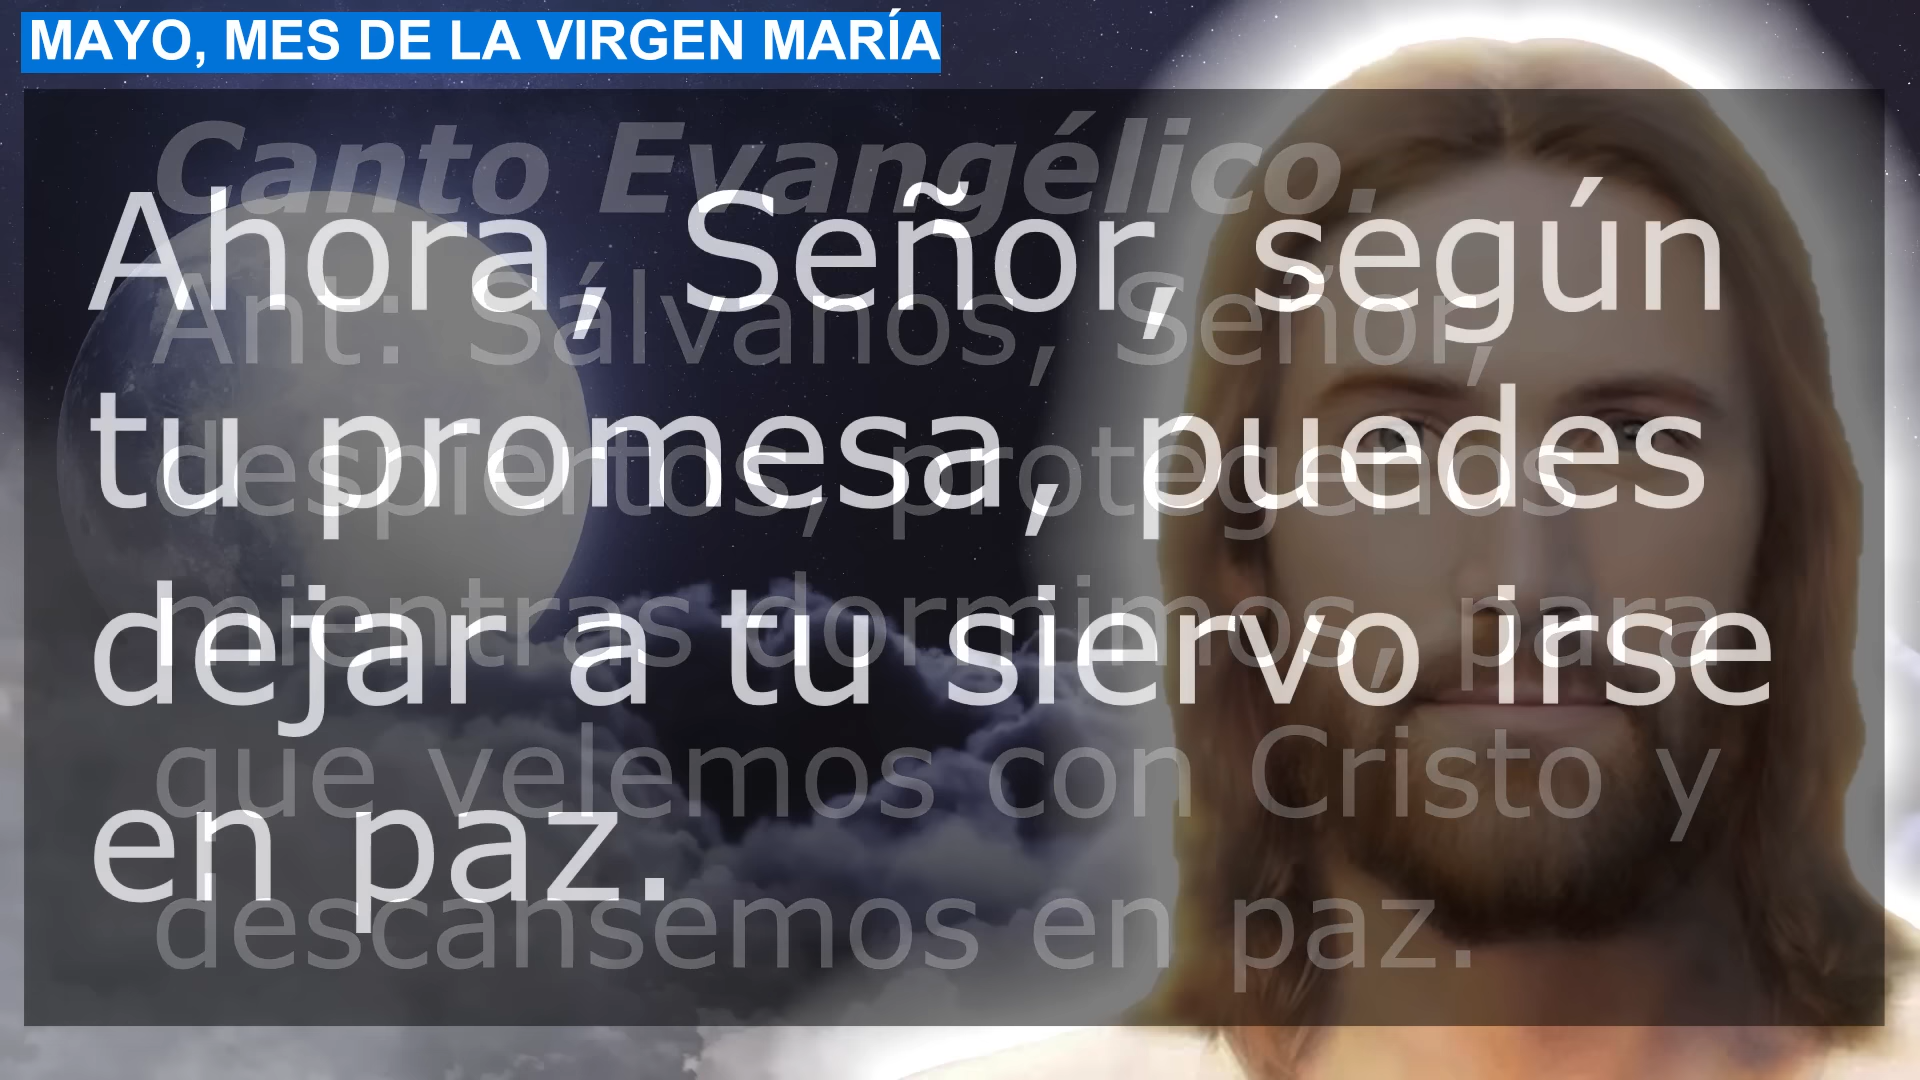 MAYO, MES DE LA VIRGEN MARÍA
Canto Evangélico.
Ant: Sálvanos, Señor,
despiertos, protégenos
mientras dormimos, para
que velemos con Cristo y
descansemos en paz.
Ahora, Señor, según
tu promesa, puedes
dejar a tu siervo irse
en paz.